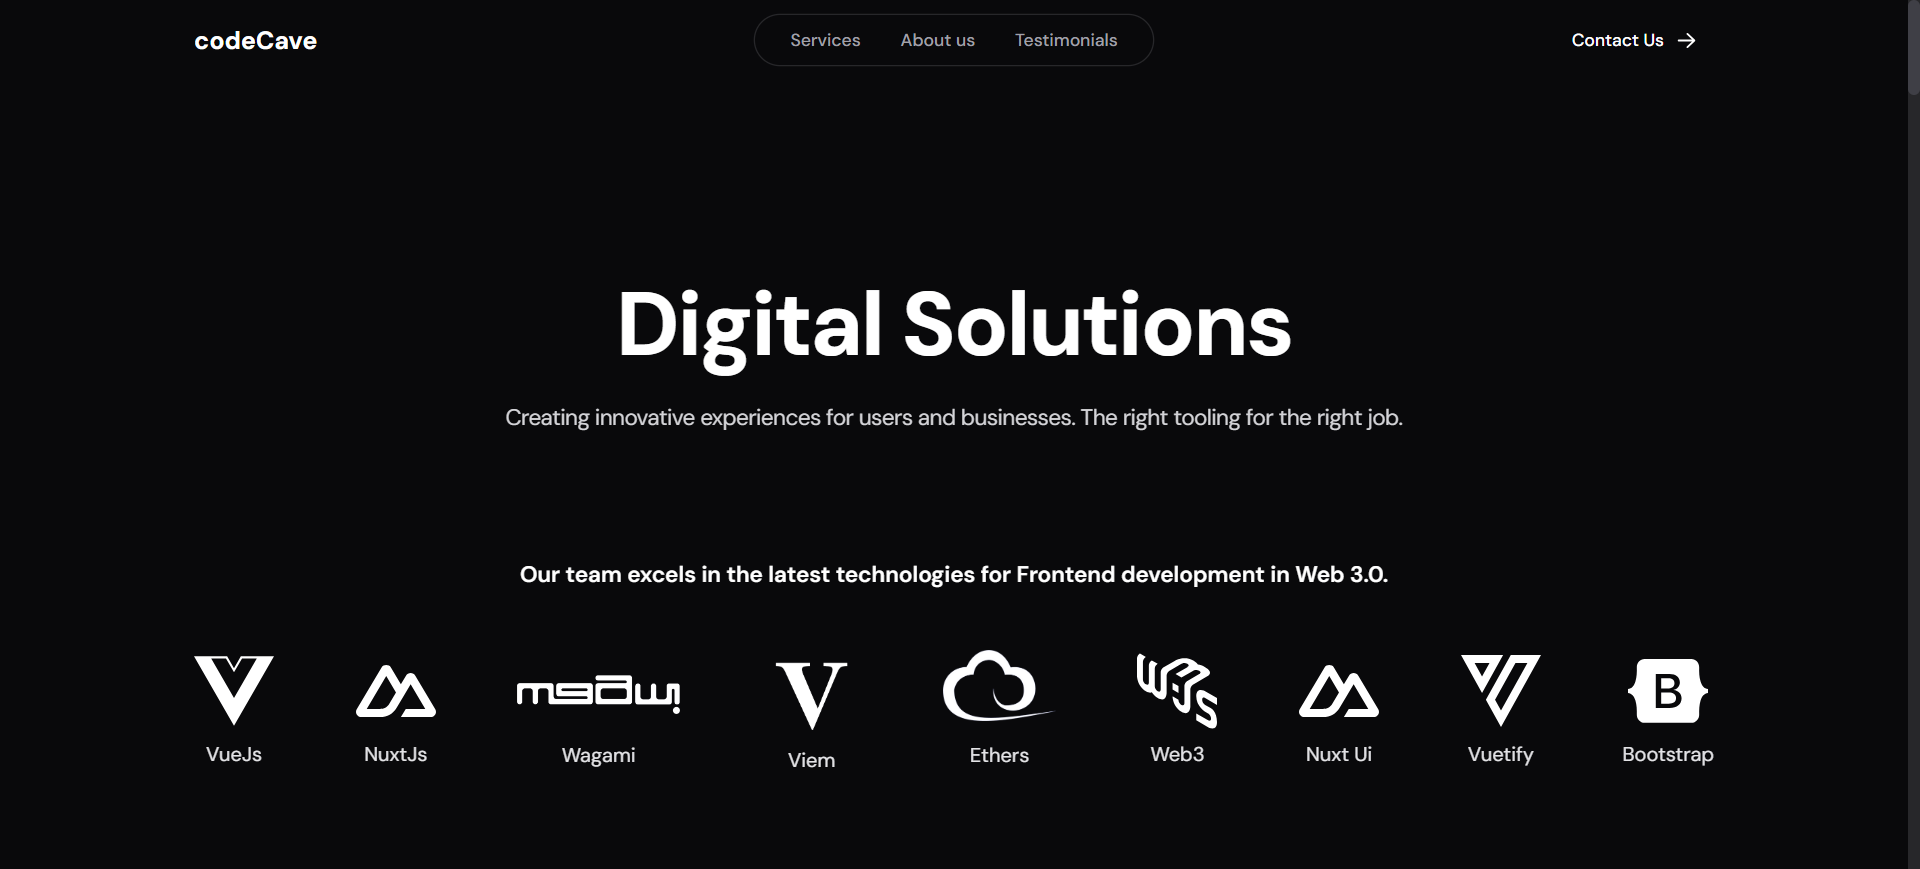 codeCave
Services About us Testimonials
Contact Us
Digital Solutions
Creating innovative experiences for users and businesses. The right tooling for the right job.
Our team excels in the latest technologies for Frontend development in Web 3.0.
VueJs NuxtJs Wagami Viem Ethers Web3 Nuxt Ui Vuetify Bootstrap